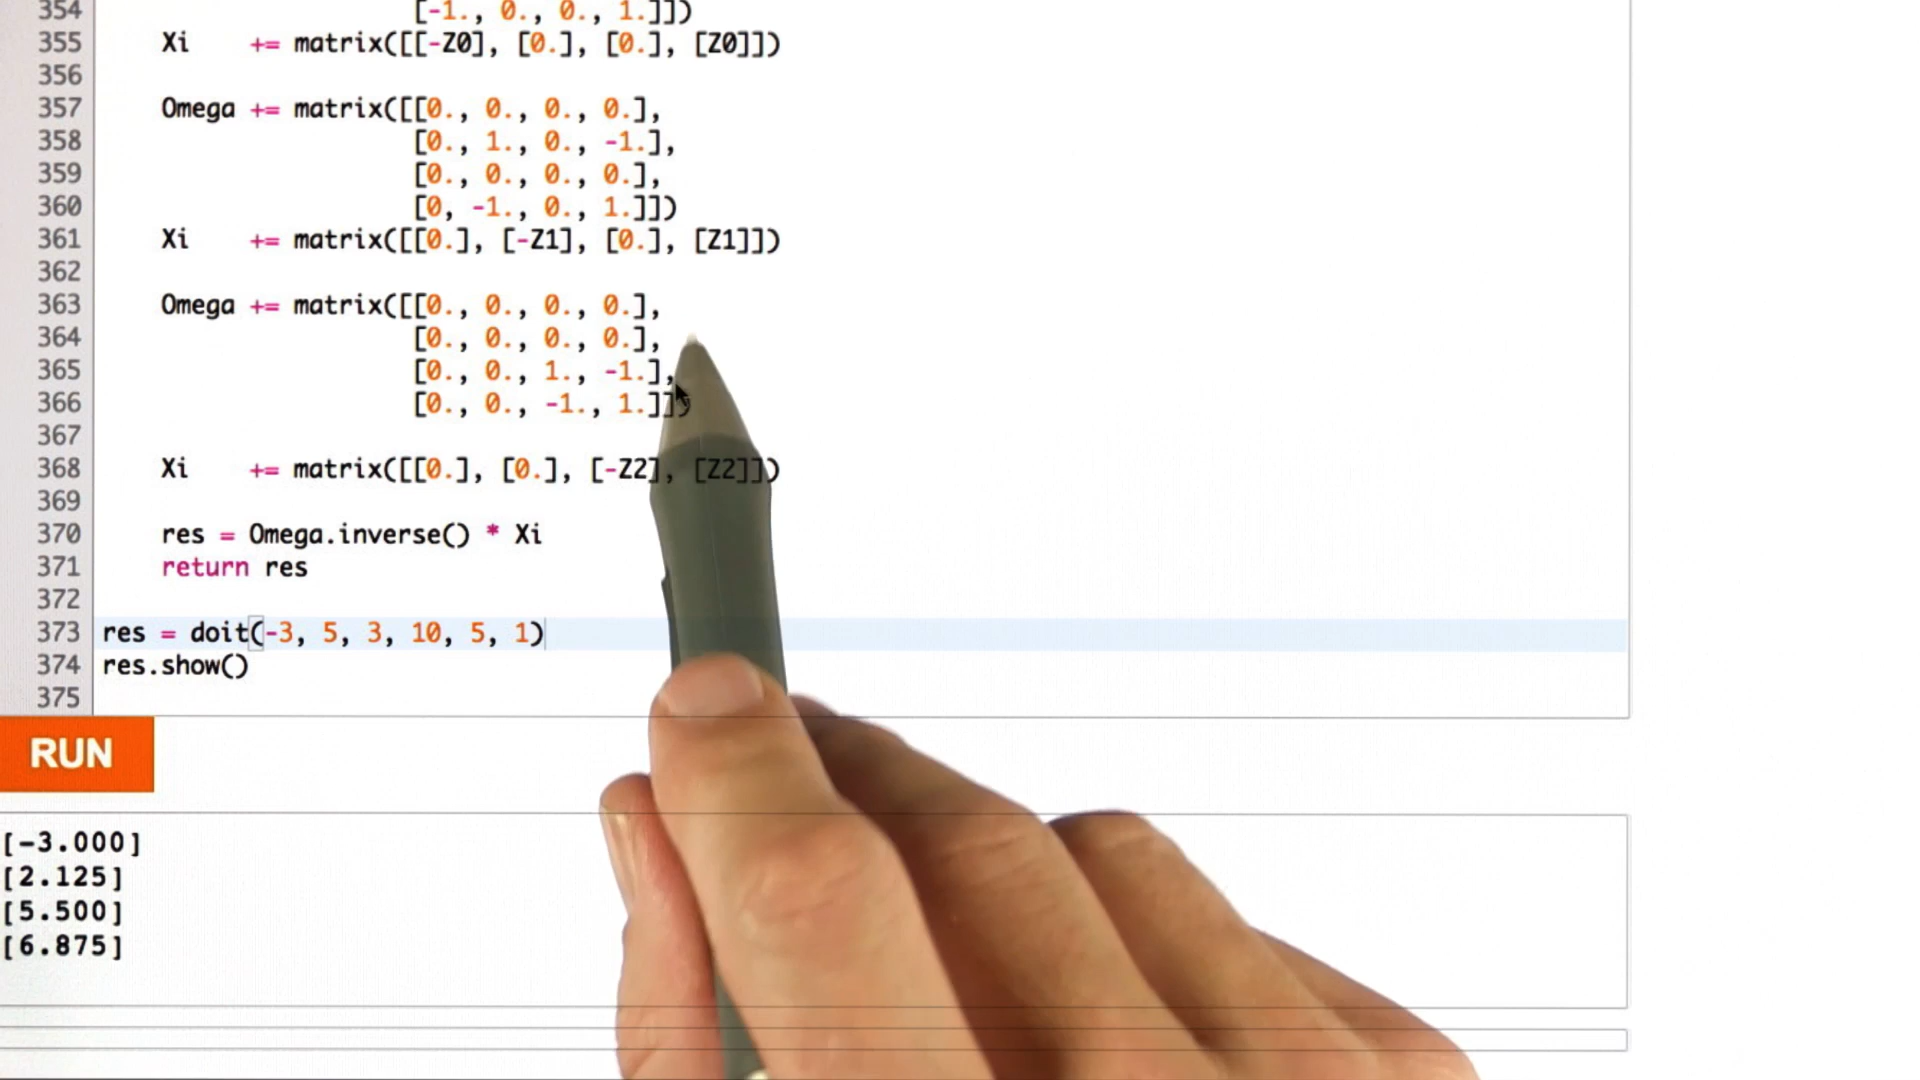 354 [-1., 0., 0., 1.]])
355 Xi += matrix([[-Z0], [0.], [0.], [Z0]])
356
357 Omega += matrix([[0., 0., 0., 0.],
358 [0., 1., 0., -1.],
359 [0., 0., 0., 0.],
360 [0, -1., 0., 1.]])
361 Xi += matrix([[0.], [-Z1], [0.], [Z1]])
362
363 Omega += matrix([[0., 0., 0., 0.],
364 [0., 0., 0., 0.],
365 [0., 0., 1., -1.],
366 [0., 0., -1., 1.]])
367
368 Xi += matrix([[0.], [0.], [-Z2], [Z2]])
369
370 res = Omega.inverse() * Xi
371 return res
372
373 res = doit(-3, 5, 3, 10, 5, 1)
374 res.show()
375
RUN
[-3.000]
[2.125]
[5.500]
[6.875]